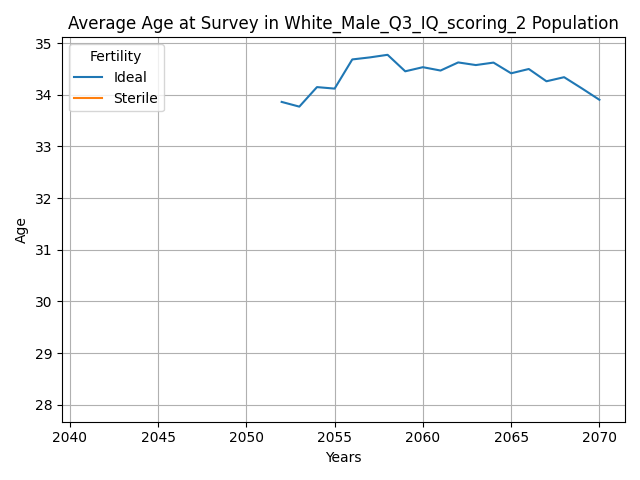 Average Age at Survey in White_Male_Q3_IQ_scoring_2 Population
Fertility
Ideal
Sterile
Age
35
34
33
32
31
30
29
28
2040 2045 2050 2055 2060 2065 2070
Years